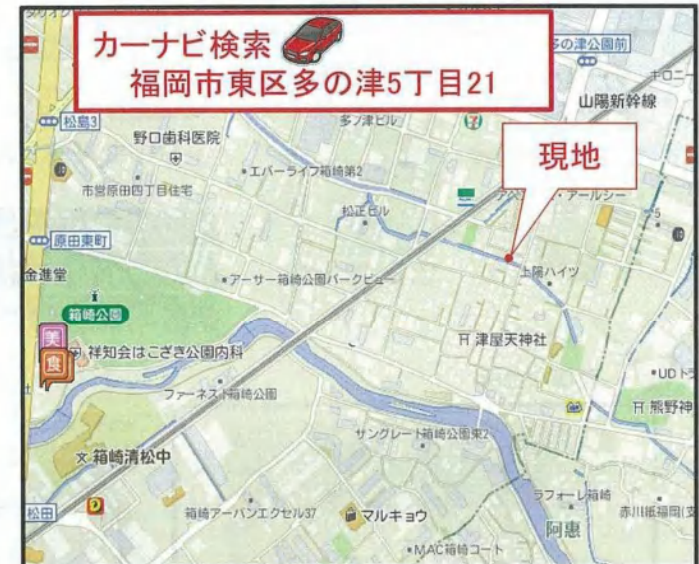 カーナビ検索
福岡市東区多の津5丁目21
多の津公園前
山陽新幹線
松島3
多ノ津ビル
野口歯科医院
現地
エバーライフ箱崎第2
市営原田四丁目住宅
松正ビル
アールシー
5
原田東町
金進堂
アーサー箱崎公園パークビュー
上陽ハイツ
箱崎公園
津屋天神社
美
食
祥知会はこざき公園内科
UDト
ファーネスト箱崎公園
熊野神
サングレート箱崎公園東2
箱崎清松中
ラフォーレ箱崎
松田
箱崎アーバンエクセル37
マルキョウ
赤川紙福岡(支
阿恵
MAC箱崎コート